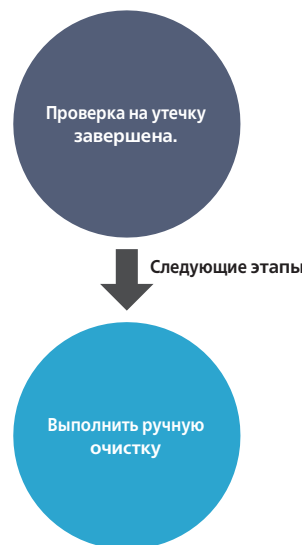 Проверка на утечку
завершена.
Следующие этапы
Выполнить ручную
очистку